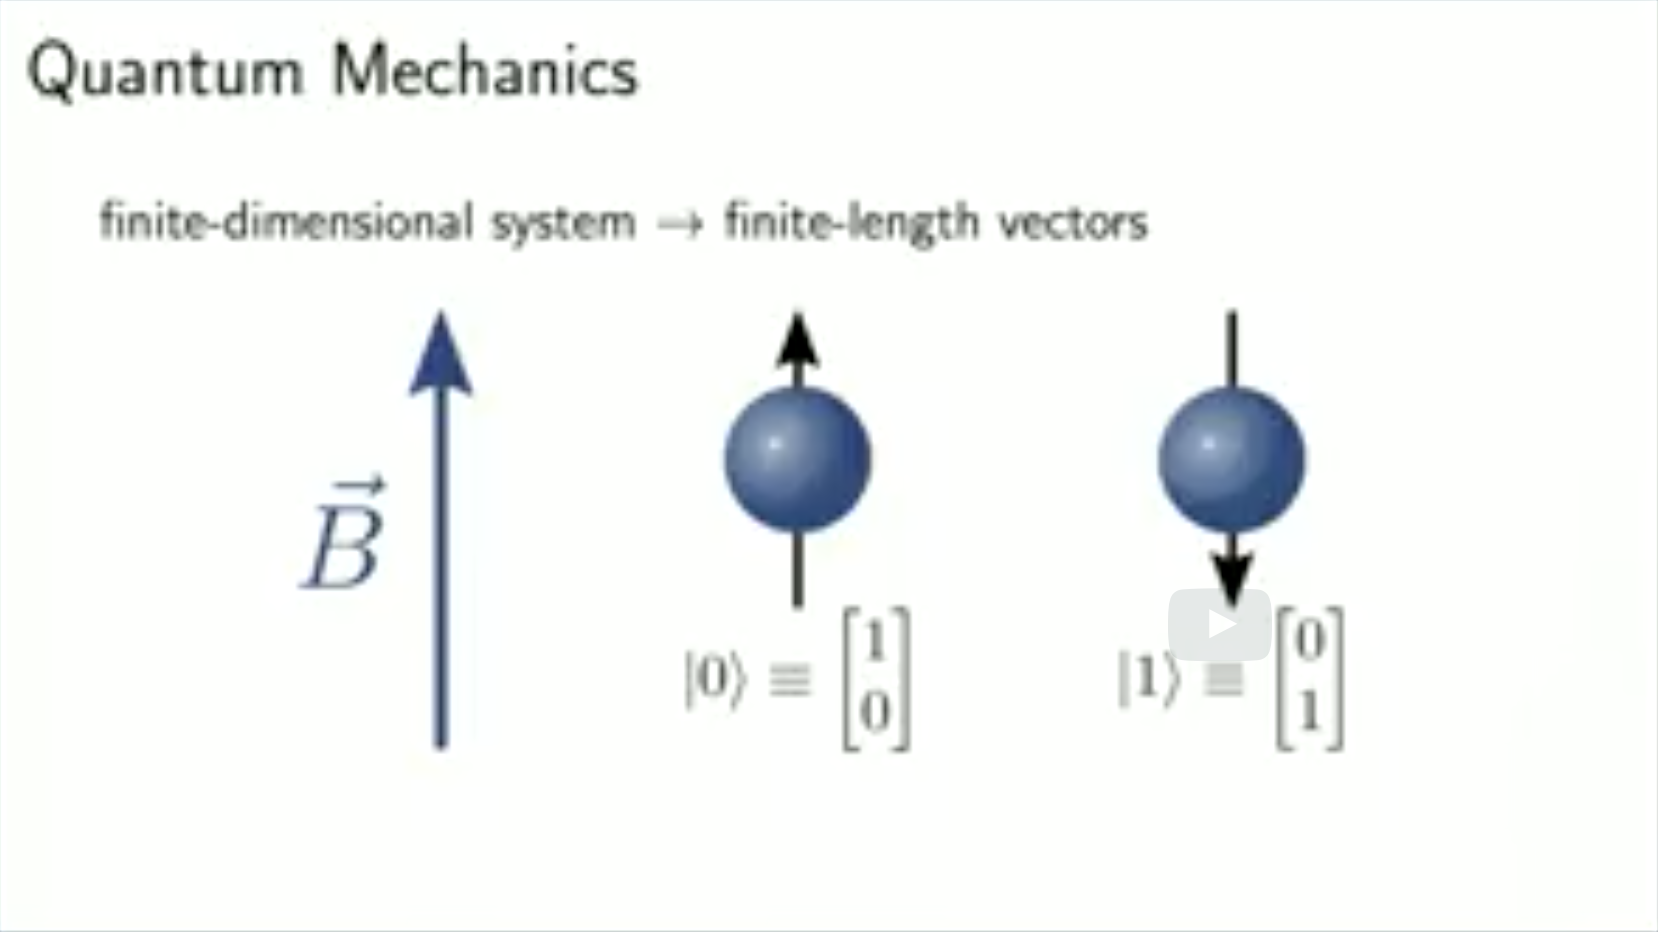 Quantum Mechanics
finite-dimensional system → finite-length vectors
$\vec{B}$
$|0\rangle \equiv \begin{bmatrix} 1 \\ 0 \end{bmatrix}$
$|1\rangle \equiv \begin{bmatrix} 0 \\ 1 \end{bmatrix}$